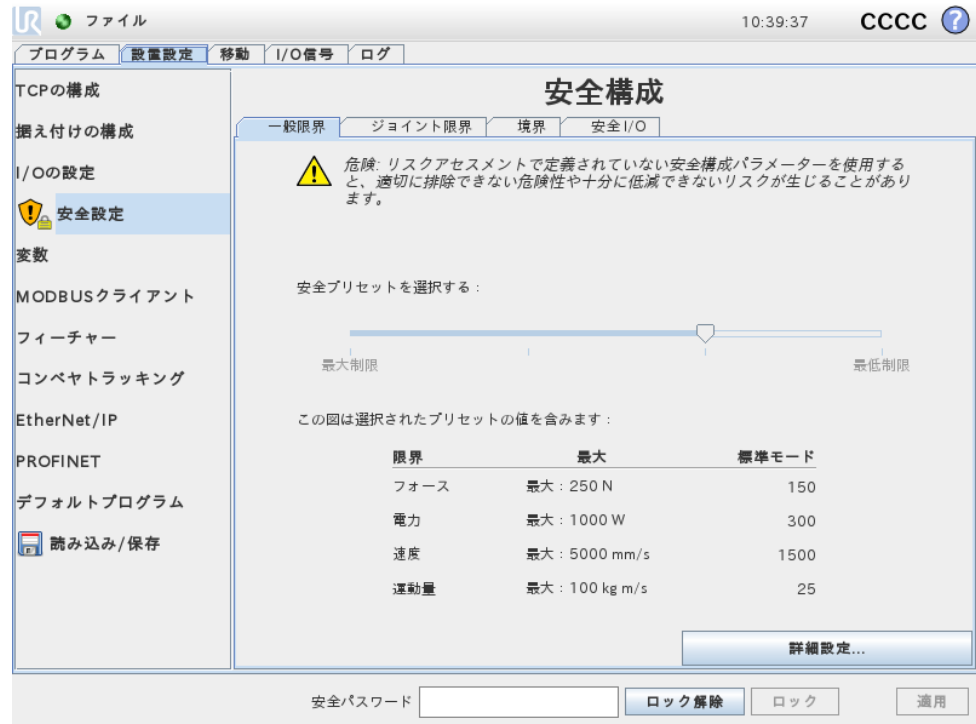 UR ファイル 10:39:37 CCCC ?
プログラム 設置設定 移動 I/O信号 ログ
TCPの構成
据え付けの構成
I/Oの設定
安全設定
変数
MODBUSクライアント
フィーチャー
コンベヤトラッキング
EtherNet/IP
PROFINET
デフォルトプログラム
読み込み/保存
安全構成
一般限界 ジョイント限界 境界 安全I/O
危険: リスクアセスメントで定義されていない安全構成パラメーターを使用する
と、適切に排除できない危険性や十分に低減できないリスクが生じることがあり
ます。
安全プリセットを選択する :
最大制限 最低制限
この図は選択されたプリセットの値を含みます :
限界 最大 標準モード
フォース 最大 : 250 N 150
電力 最大 : 1000 W 300
速度 最大 : 5000 mm/s 1500
運動量 最大 : 100 kg m/s 25
詳細設定...
安全パスワード ロック解除 ロック 適用